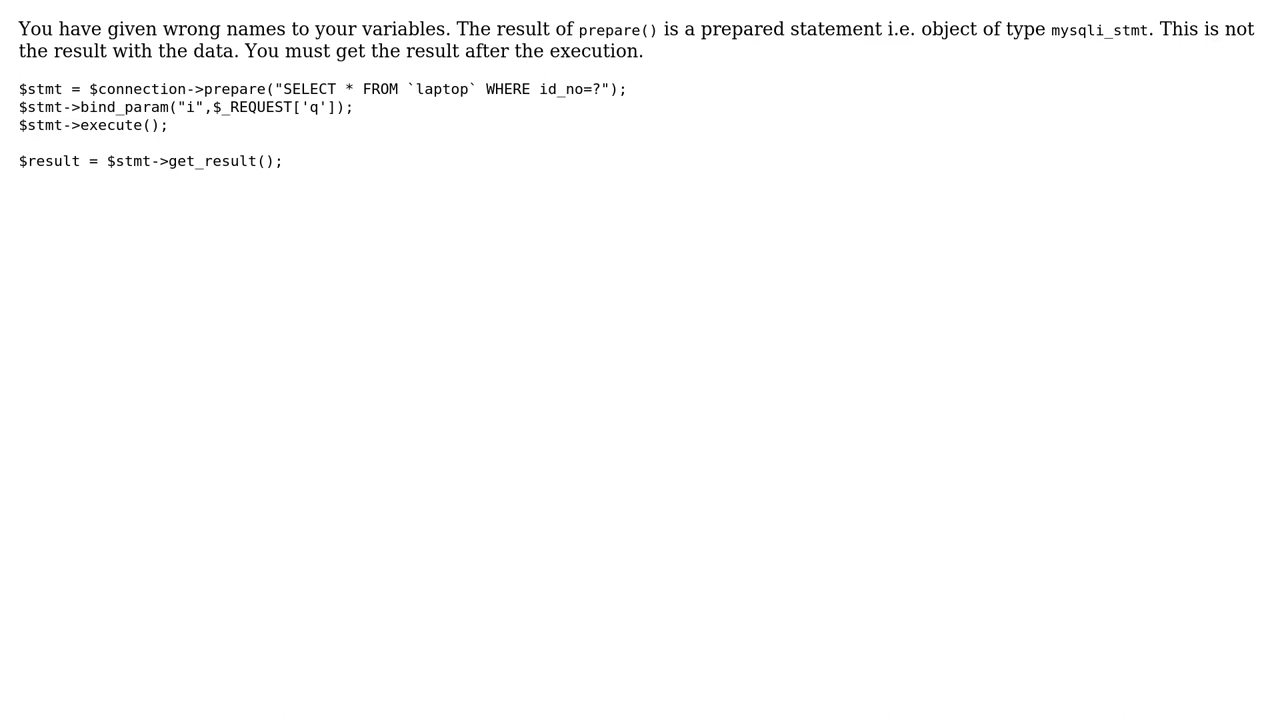 You have given wrong names to your variables. The result of prepare() is a prepared statement i.e. object of type mysqli_stmt. This is not
the result with the data. You must get the result after the execution.
$stmt = $connection->prepare("SELECT * FROM `laptop` WHERE id_no=?");
$stmt->bind_param("i",$_REQUEST['q']);
$stmt->execute();
$result = $stmt->get_result();